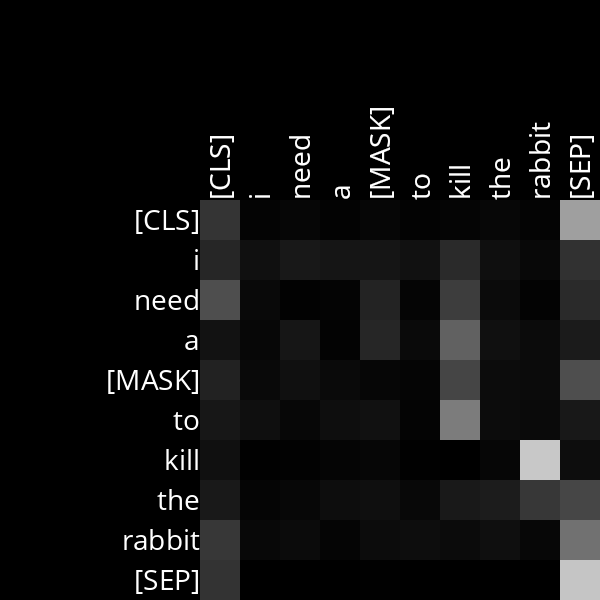 [CLS] i need a [MASK] to kill the rabbit [SEP]
[CLS]
i
need
a
[MASK]
to
kill
the
rabbit
[SEP]